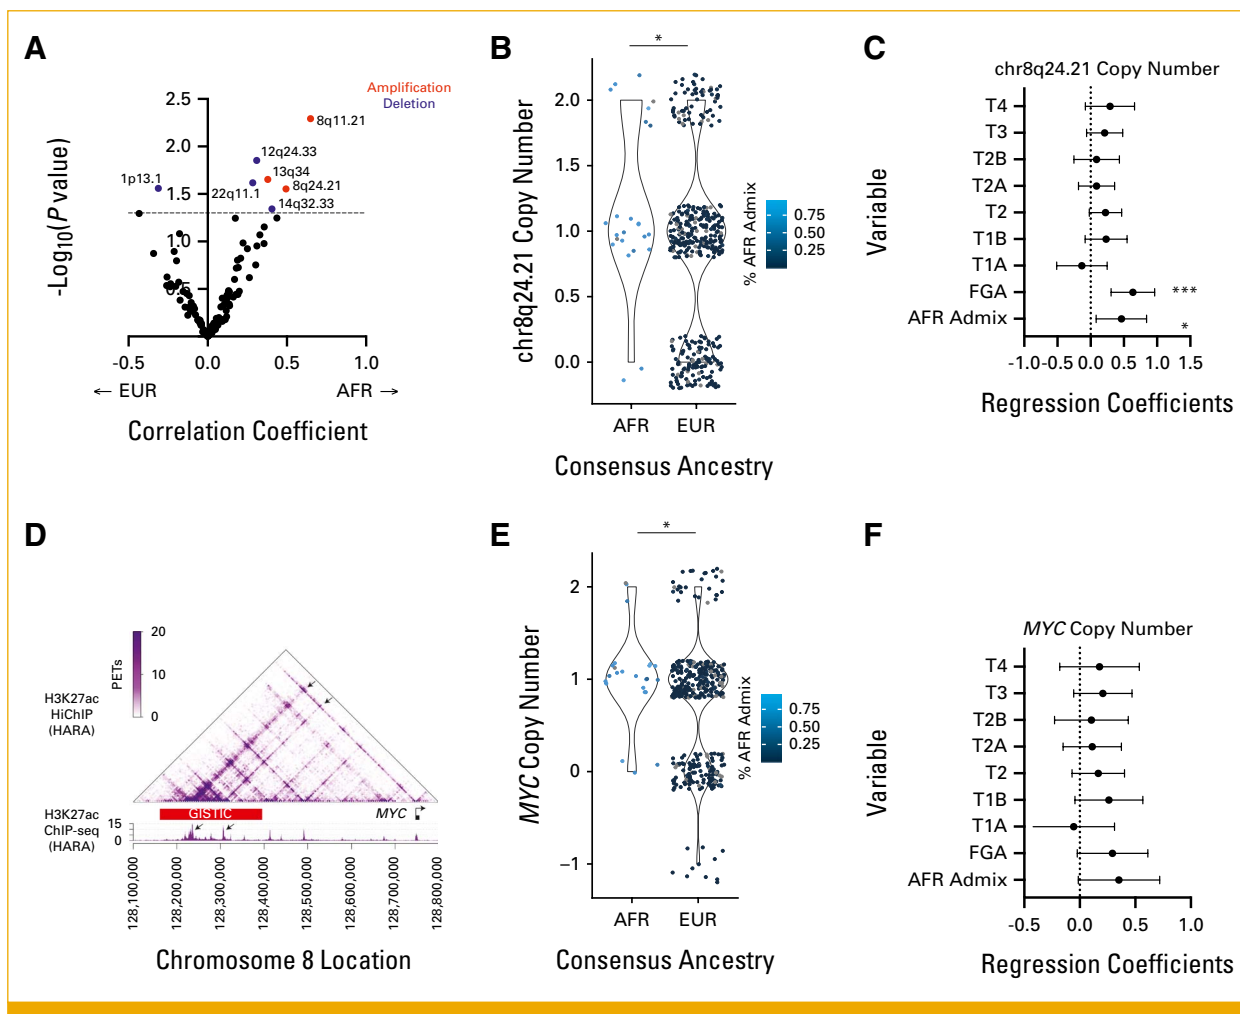 A
Amplification
Deletion
2.5
2.0
1.5
1.0
0.5
-Log10(P value)
8q11.21
12q24.33
13q34
1p13.1
22q11.1
8q24.21
14q32.33
-0.5 0.0 0.5 1.0
← EUR AFR →
Correlation Coefficient
B
*
chr8q24.21 Copy Number
2.0
1.5
1.0
0.5
0.0
AFR EUR
Consensus Ancestry
% AFR Admix
0.75
0.50
0.25
C
chr8q24.21 Copy Number
Variable
T4
T3
T2B
T2A
T2
T1B
T1A
FGA ***
AFR Admix *
-1.0 -0.5 0.0 0.5 1.0 1.5
Regression Coefficients
D
PETs
20
10
0
H3K27ac
HiChIP
(HARA)
GISTIC MYC
H3K27ac
ChIP-seq
(HARA)
15
0
128,100,000
128,200,000
128,300,000
128,400,000
128,500,000
128,600,000
128,700,000
128,800,000
Chromosome 8 Location
E
*
MYC Copy Number
2
1
0
−1
AFR EUR
Consensus Ancestry
% AFR Admix
0.75
0.50
0.25
F
MYC Copy Number
Variable
T4
T3
T2B
T2A
T2
T1B
T1A
FGA
AFR Admix
-0.5 0.0 0.5 1.0
Regression Coefficients